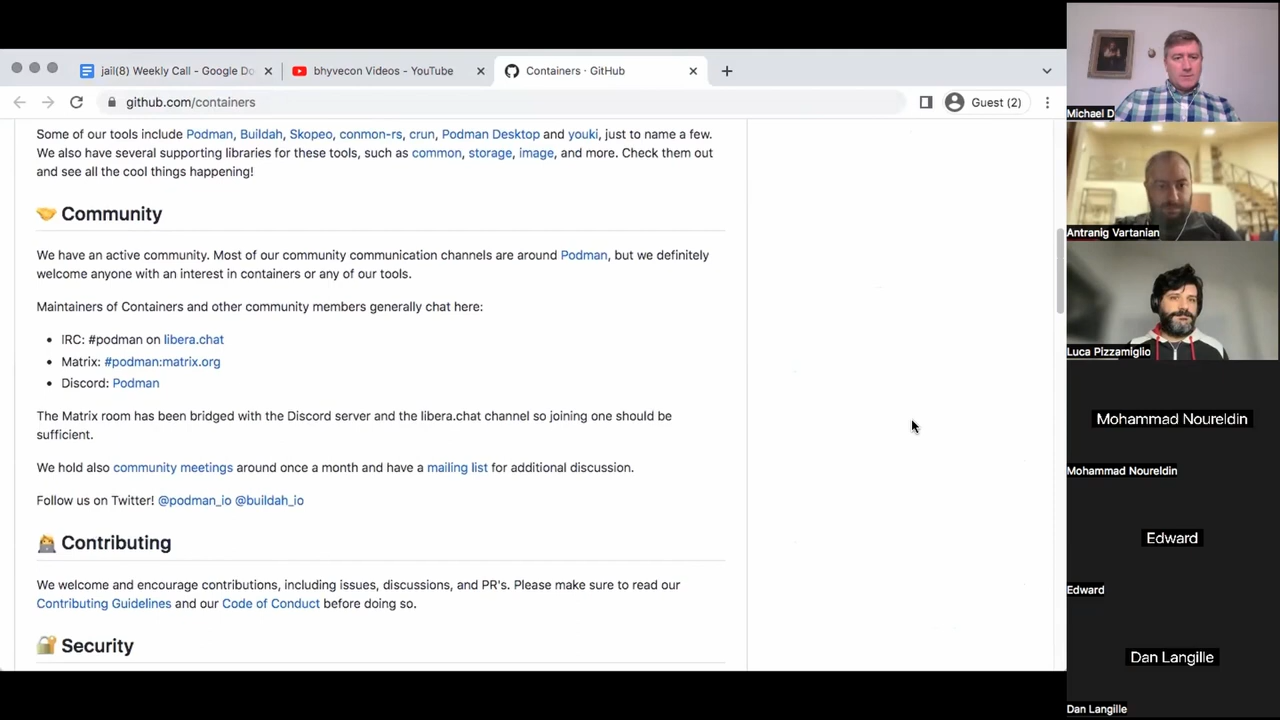 jail(8) Weekly Call - Google Do
bhyvecon Videos - YouTube
Containers · GitHub
github.com/containers
Guest (2)
Some of our tools include Podman, Buildah, Skopeo, conmon-rs, crun, Podman Desktop and youki, just to name a few.
We also have several supporting libraries for these tools, such as common, storage, image, and more. Check them out
and see all the cool things happening!
🤝 Community
We have an active community. Most of our community communication channels are around Podman, but we definitely
welcome anyone with an interest in containers or any of our tools.
Maintainers of Containers and other community members generally chat here:
• IRC: #podman on libera.chat
• Matrix: #podman:matrix.org
• Discord: Podman
The Matrix room has been bridged with the Discord server and the libera.chat channel so joining one should be
sufficient.
We hold also community meetings around once a month and have a mailing list for additional discussion.
Follow us on Twitter! @podman_io @buildah_io
🧑‍💻 Contributing
We welcome and encourage contributions, including issues, discussions, and PR's. Please make sure to read our
Contributing Guidelines and our Code of Conduct before doing so.
🔐 Security
Michael D
Antranig Vartanian
Luca Pizzamiglio
Mohammad Noureldin
Mohammad Noureldin
Edward
Edward
Dan Langille
Dan Langille